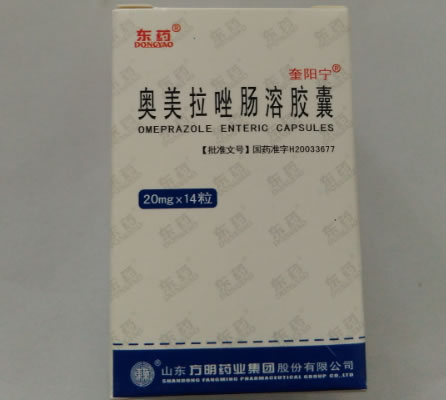 东药®
DONGYAO
奎阳宁®
奥美拉唑肠溶胶囊
OMEPRAZOLE ENTERIC CAPSULES
【批准文号】国药准字H20033677
20mg×14粒
山东方明药业集团股份有限公司
SHANDONG FANGMING PHARMACEUTICAL GROUP CO., LTD.